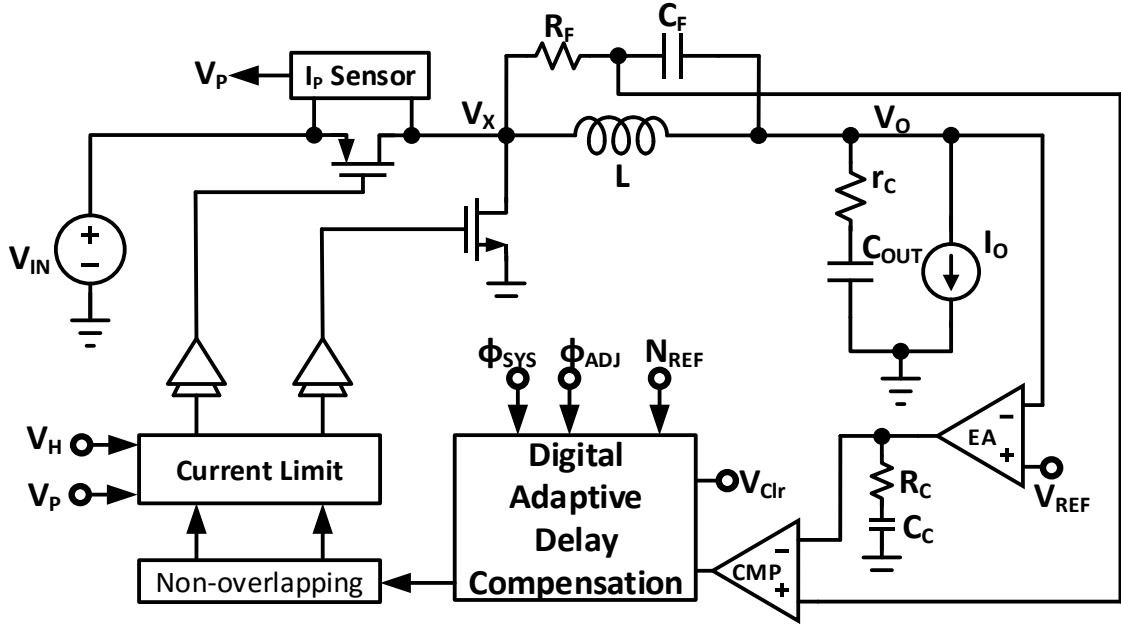 R_F
C_F
V_P
I_P Sensor
V_X
V_O
L
r_C
V_IN
+
−
C_OUT
I_O
ϕ_SYS
ϕ_ADJ
N_REF
V_H
V_P
Current Limit
Digital
Adaptive
Delay
Compensation
V_Clr
−
EA
+
V_REF
R_C
C_C
−
CMP
+
Non-overlapping